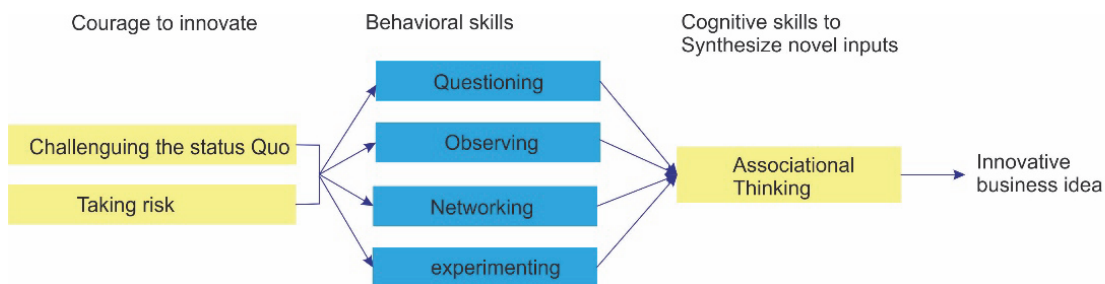 Courage to innovate
Behavioral skills
Cognitive skills to
Synthesize novel inputs
Challenguing the status Quo
Taking risk
Questioning
Observing
Networking
experimenting
Associational
Thinking
Innovative
business idea